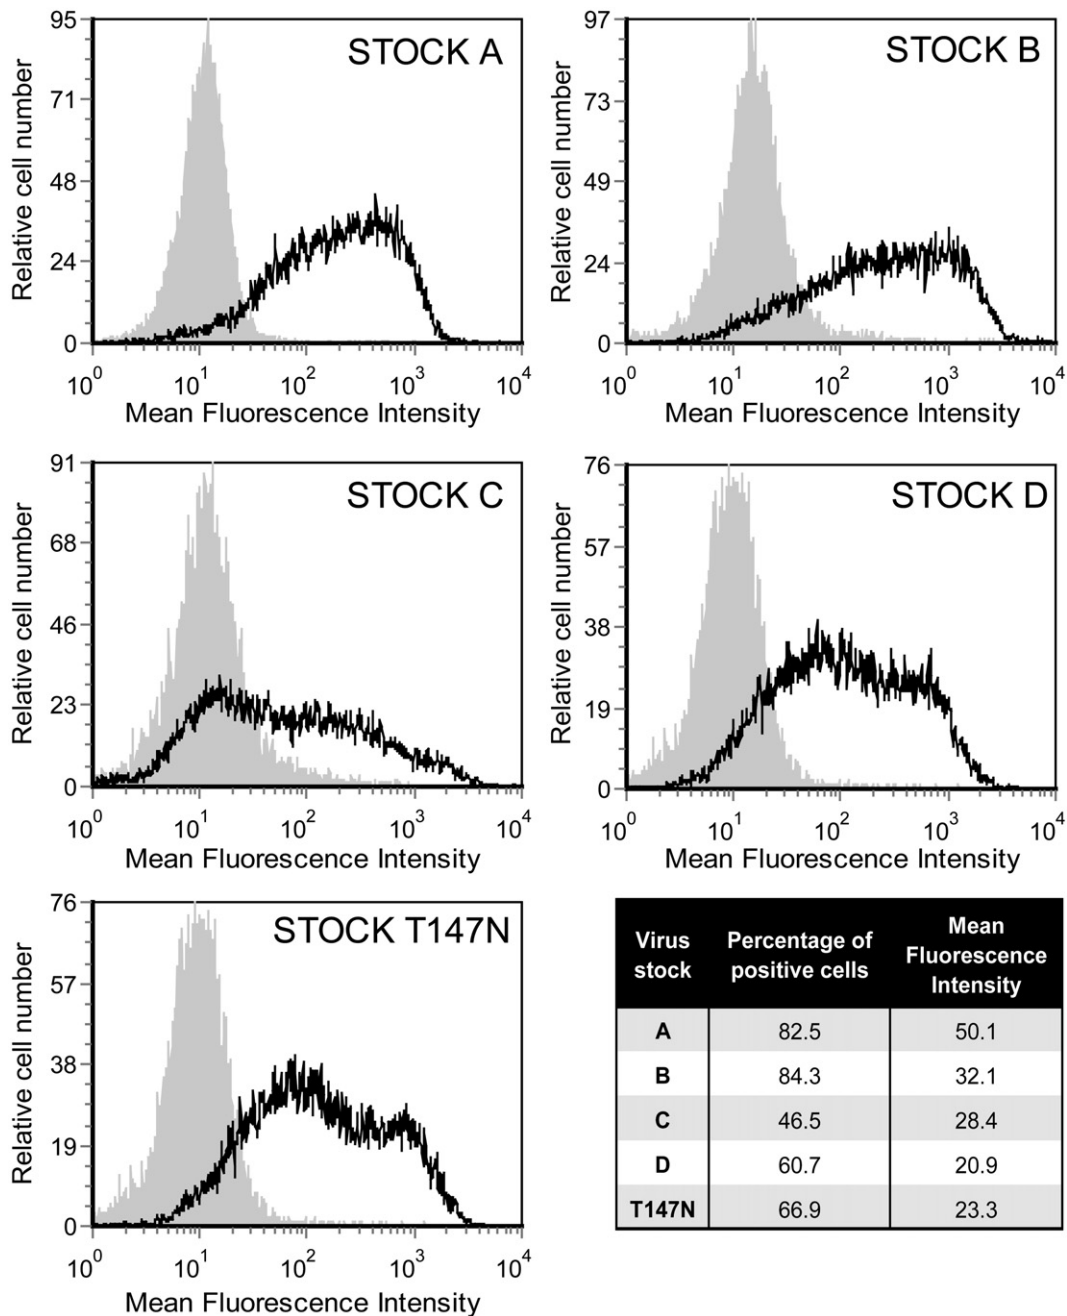 STOCK A
95
71
48
24
0
Relative cell number
10^0 10^1 10^2 10^3 10^4
Mean Fluorescence Intensity
STOCK B
97
73
49
24
0
Relative cell number
10^0 10^1 10^2 10^3 10^4
Mean Fluorescence Intensity
STOCK C
91
68
46
23
0
Relative cell number
10^0 10^1 10^2 10^3 10^4
Mean Fluorescence Intensity
STOCK D
76
57
38
19
0
Relative cell number
10^0 10^1 10^2 10^3 10^4
Mean Fluorescence Intensity
STOCK T147N
76
57
38
19
0
Relative cell number
10^0 10^1 10^2 10^3 10^4
Mean Fluorescence Intensity
Virus stock Percentage of positive cells Mean Fluorescence Intensity
A 82.5 50.1
B 84.3 32.1
C 46.5 28.4
D 60.7 20.9
T147N 66.9 23.3